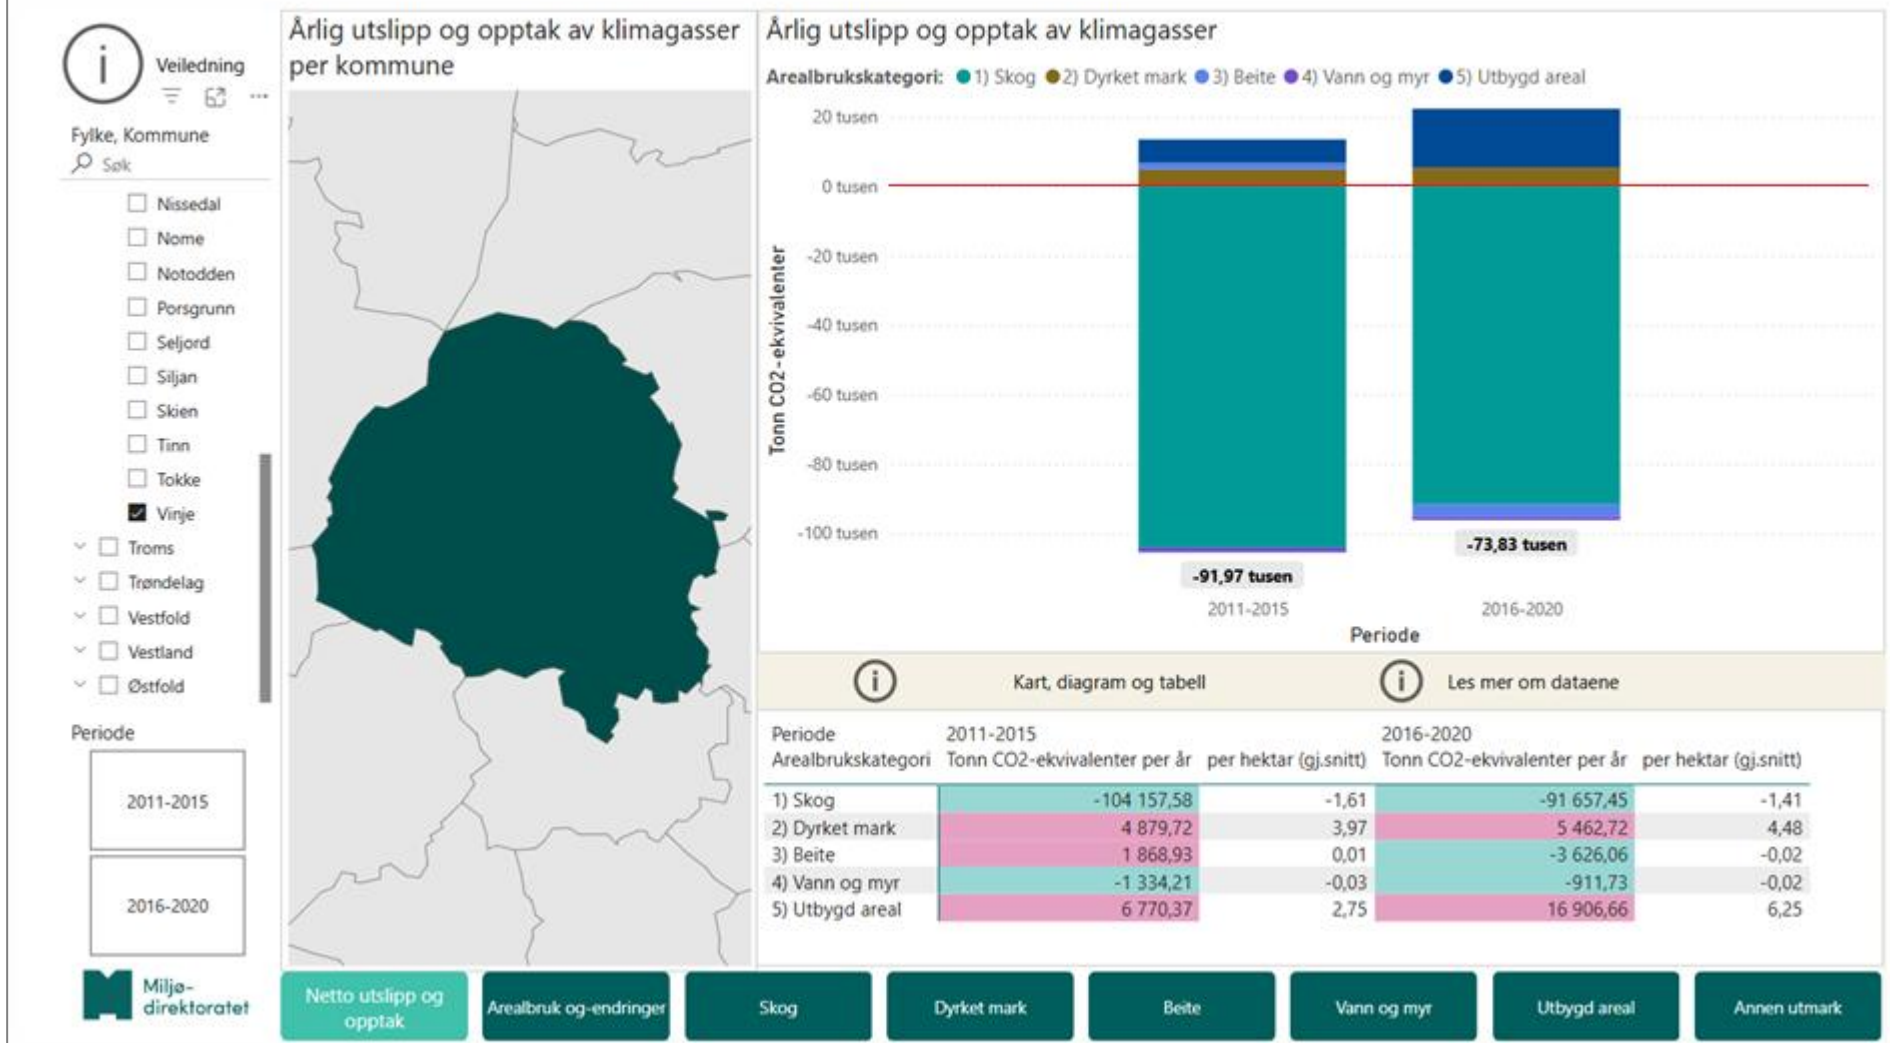 Veiledning
Fylke, Kommune
Søk
Nissedal
Nome
Notodden
Porsgrunn
Seljord
Siljan
Skien
Tinn
Tokke
Vinje
Troms
Trøndelag
Vestfold
Vestland
Østfold
Periode
2011-2015
2016-2020
Miljø-
direktoratet
Årlig utslipp og opptak av klimagasser
per kommune
Årlig utslipp og opptak av klimagasser
Arealbrukskategori: 1) Skog 2) Dyrket mark 3) Beite 4) Vann og myr 5) Utbygd areal
Tonn CO2-ekvivalenter
20 tusen
0 tusen
-20 tusen
-40 tusen
-60 tusen
-80 tusen
-100 tusen
-91,97 tusen
-73,83 tusen
2011-2015 2016-2020
Periode
Kart, diagram og tabell Les mer om dataene
Periode 2011-2015 2016-2020
Arealbrukskategori Tonn CO2-ekvivalenter per år per hektar (gj.snitt) Tonn CO2-ekvivalenter per år per hektar (gj.snitt)
1) Skog -104 157,58 -1,61 -91 657,45 -1,41
2) Dyrket mark 4 879,72 3,97 5 462,72 4,48
3) Beite 1 868,93 0,01 -3 626,06 -0,02
4) Vann og myr -1 334,21 -0,03 -911,73 -0,02
5) Utbygd areal 6 770,37 2,75 16 906,66 6,25
Netto utslipp og
opptak
Arealbruk og-endringer
Skog
Dyrket mark
Beite
Vann og myr
Utbygd areal
Annen utmark